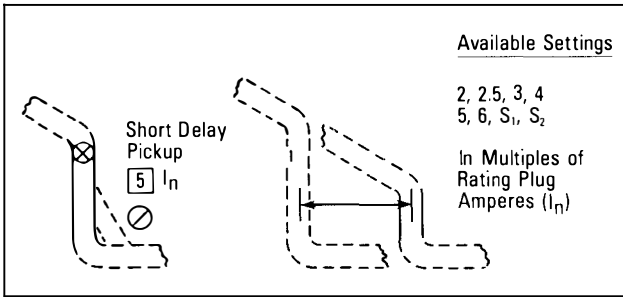 Short Delay
Pickup
5 In
Available Settings
2, 2.5, 3, 4
5, 6, S1, S2
In Multiples of
Rating Plug
Amperes (In)